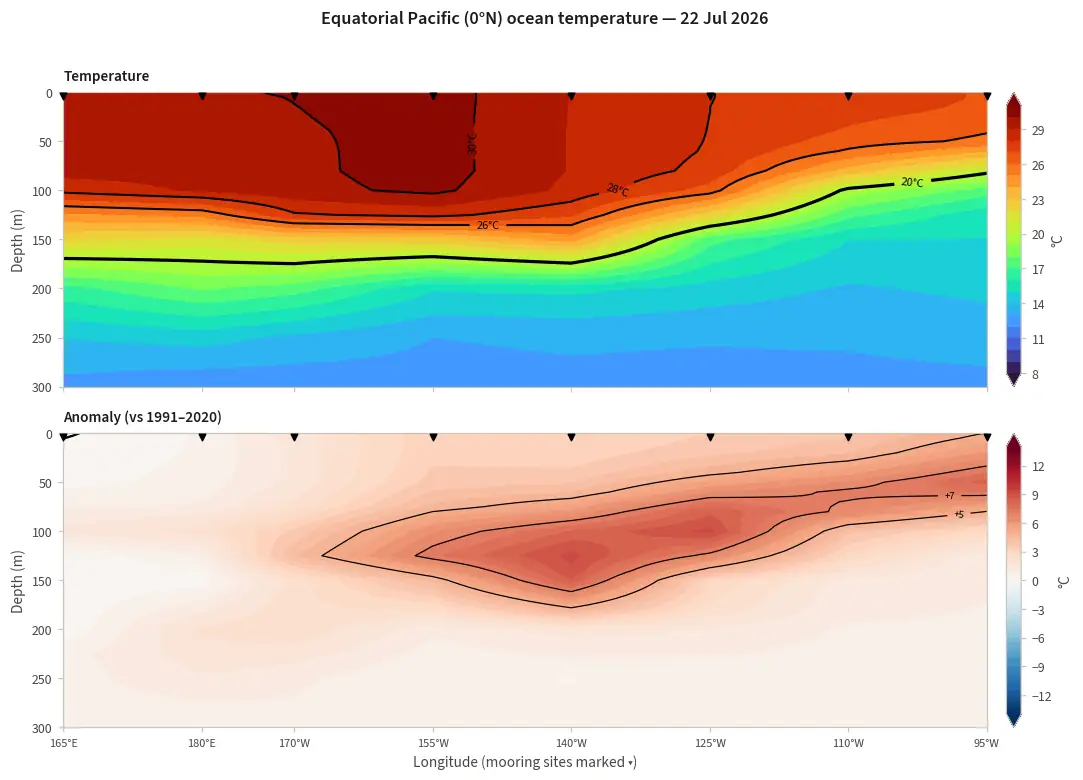 Equatorial Pacific (0°N) ocean temperature — 22 Jul 2026
Temperature
0
50
100
150
200
250
300
Depth (m)
30°C
28°C
26°C
20°C
29
26
23
20
17
14
11
8
°C
Anomaly (vs 1991–2020)
0
50
100
150
200
250
300
Depth (m)
+7
+5
12
9
6
3
0
−3
−6
−9
−12
°C
165°E 180°E 170°W 155°W 140°W 125°W 110°W 95°W
Longitude (mooring sites marked ▾)